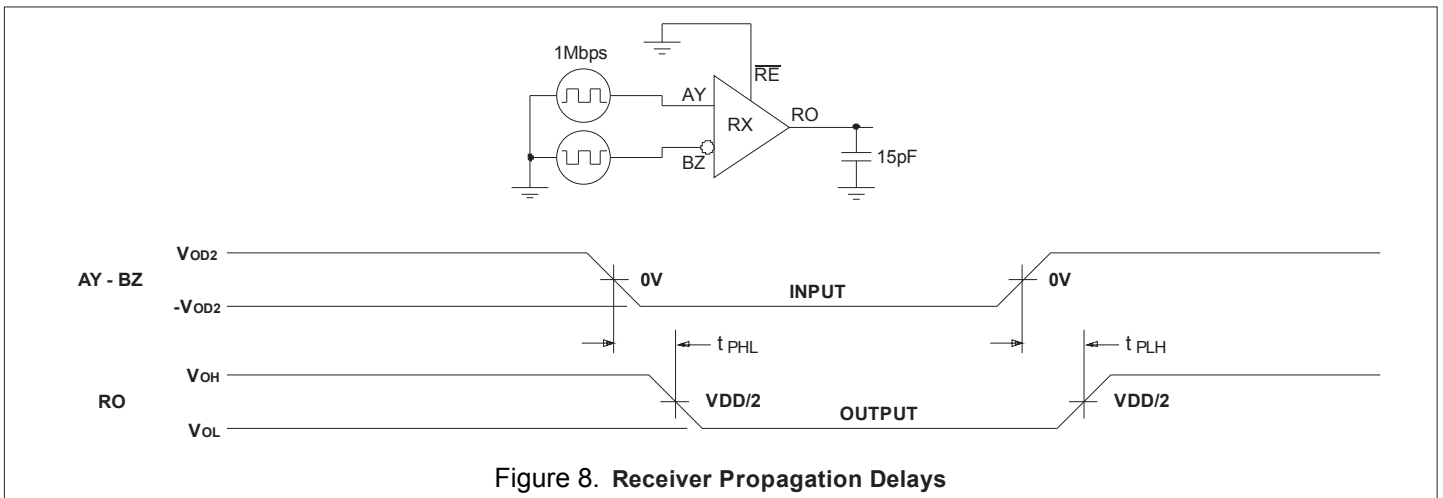 1Mbps
RE
AY
RX
RO
BZ
15pF
VOD2
AY - BZ
0V
0V
INPUT
-VOD2
t PHL
t PLH
VOH
RO
VDD/2
VDD/2
OUTPUT
VOL
Figure 8. Receiver Propagation Delays